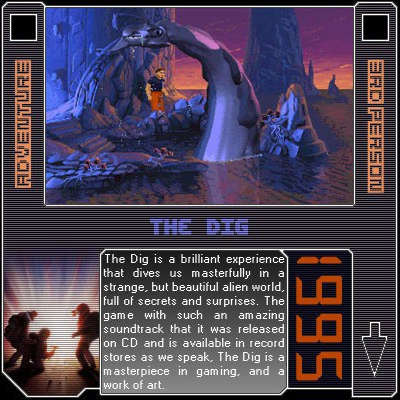 3RD PERSON
THE DIG
The Dig is a brilliant experience
that dives us masterfully in a
strange, but beautiful alien world,
full of secrets and surprises. The
game with such an amazing
soundtrack that it was released
on CD and is available in record
stores as we speak, The Dig is a
masterpiece in gaming, and a
work of art.
1995